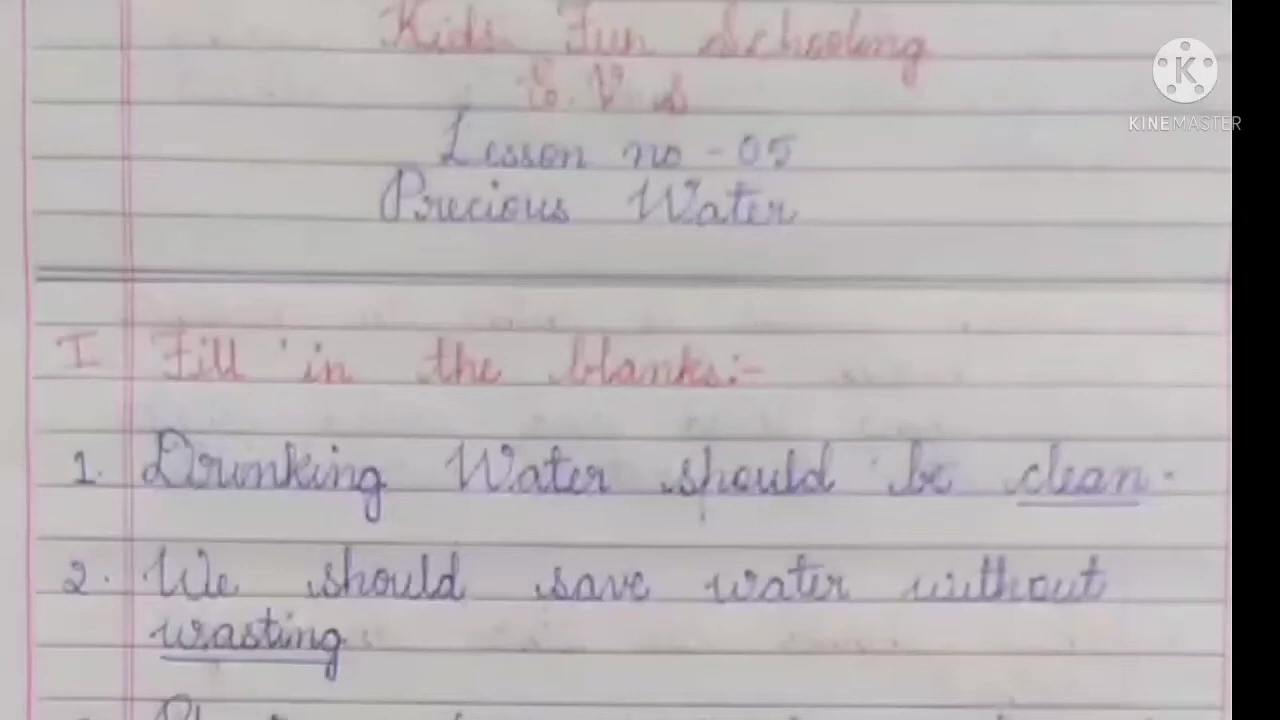 Kids Fun Schooling
E.V.S
Lesson no - 05
Precious Water
I Fill in the blanks:-
1. Drinking Water should be clean.
2. We should save water without
wasting.
KINEMASTER